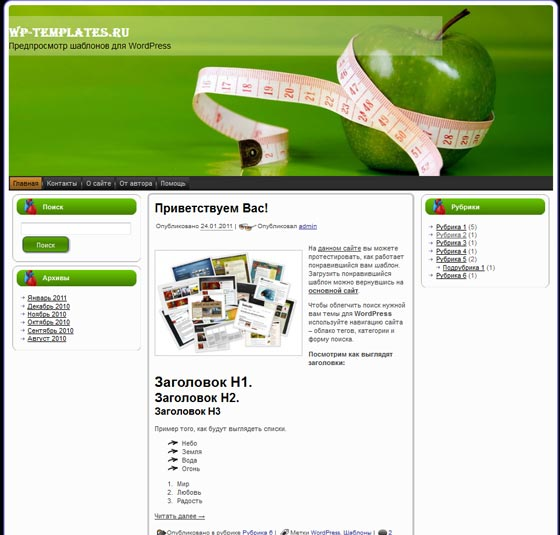 WP-TEMPLATES.RU
Предпросмотр шаблонов для WordPress
Главная Контакты О сайте От автора Помощь
Поиск
Поиск
Архивы
Январь 2011
Декабрь 2010
Ноябрь 2010
Октябрь 2010
Сентябрь 2010
Август 2010
Приветствуем Вас!
Опубликовано 24.01.2011 | Опубликовал admin
На данном сайте вы можете
протестировать, как работает
понравившийся вам шаблон.
Загрузить понравившийся
шаблон можно вернувшись на
основной сайт.
Чтобы облегчить поиск нужной
вам темы для WordPress
используйте навигацию сайта
– облако тегов, категории и
форму поиска.
Посмотрим как выглядят
заголовки:
Заголовок H1.
Заголовок H2.
Заголовок H3
Пример того, как будут выглядеть списки.
Небо
Земля
Вода
Огонь
1. Мир
2. Любовь
3. Радость
Читать далее →
Опубликовано в рубрике Рубрика 6 | Метки WordPress, Шаблоны | 2
Рубрики
Рубрика 1 (5)
Рубрика 2 (1)
Рубрика 3 (1)
Рубрика 4 (1)
Рубрика 5 (2)
Подрубрика 1 (1)
Рубрика 6 (1)